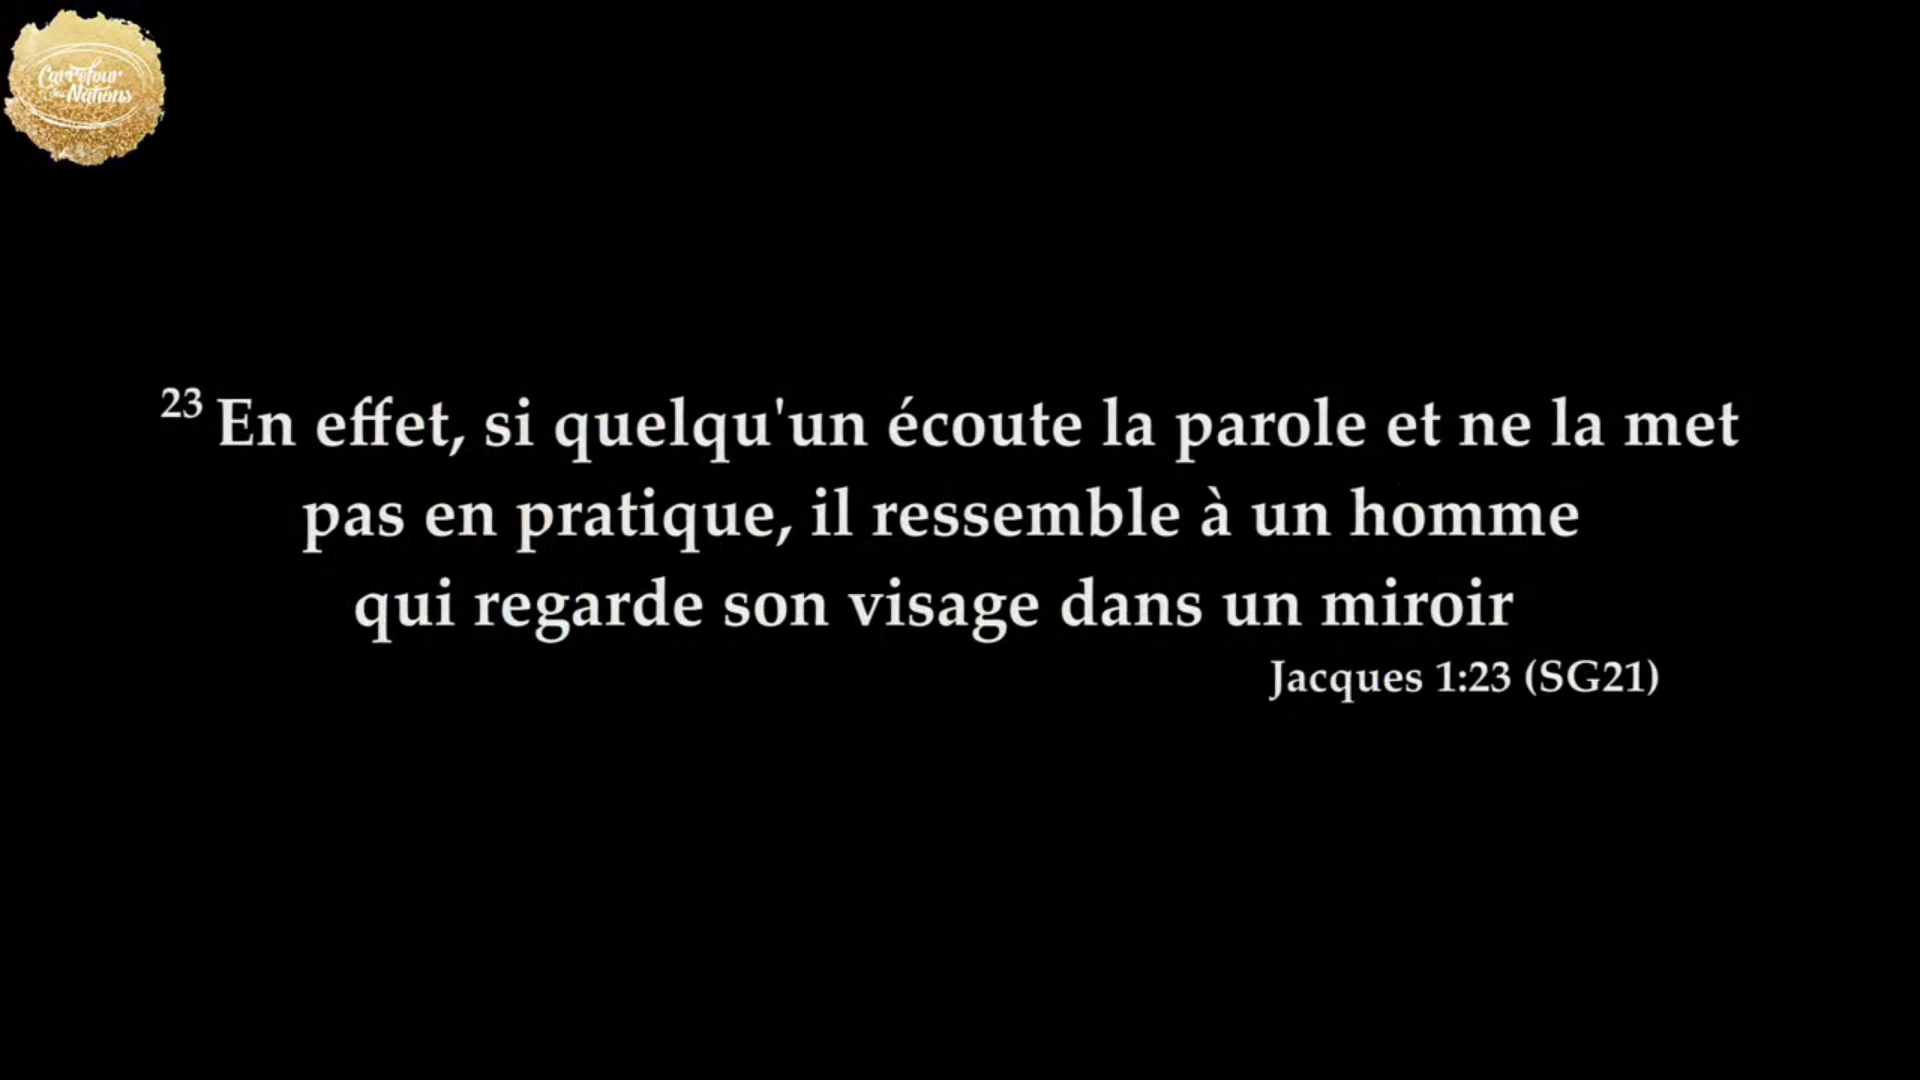 Carrefour
des Nations
23 En effet, si quelqu'un écoute la parole et ne la met
pas en pratique, il ressemble à un homme
qui regarde son visage dans un miroir
Jacques 1:23 (SG21)